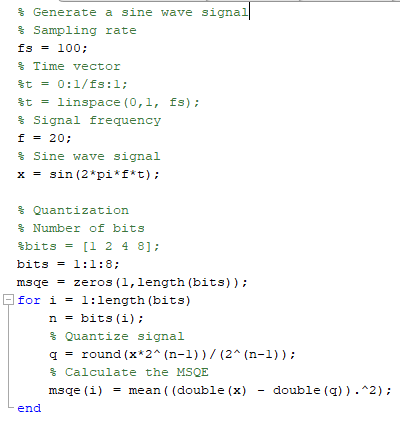 % Generate a sine wave signal
% Sampling rate
fs = 100;
% Time vector
%t = 0:1/fs:1;
%t = linspace(0,1, fs);
% Signal frequency
f = 20;
% Sine wave signal
x = sin(2*pi*f*t);
% Quantization
% Number of bits
%bits = [1 2 4 8];
bits = 1:1:8;
msqe = zeros(1,length(bits));
for i = 1:length(bits)
n = bits(i);
% Quantize signal
q = round(x*2^(n-1))/(2^(n-1));
% Calculate the MSQE
msqe(i) = mean((double(x) - double(q)).^2);
end